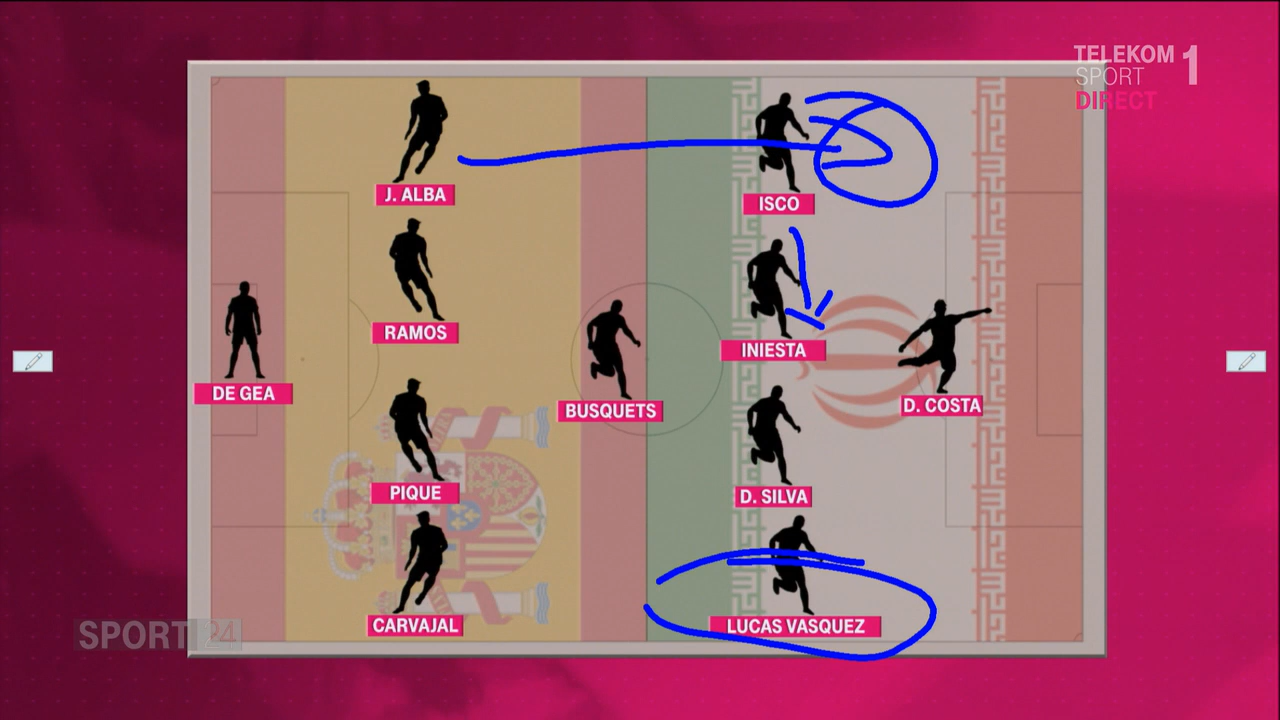 TELEKOM 1
SPORT
DIRECT
J. ALBA
ISCO
RAMOS
INIESTA
DE GEA
BUSQUETS
D. COSTA
PIQUE
D. SILVA
CARVAJAL
LUCAS VASQUEZ
SPORT 24